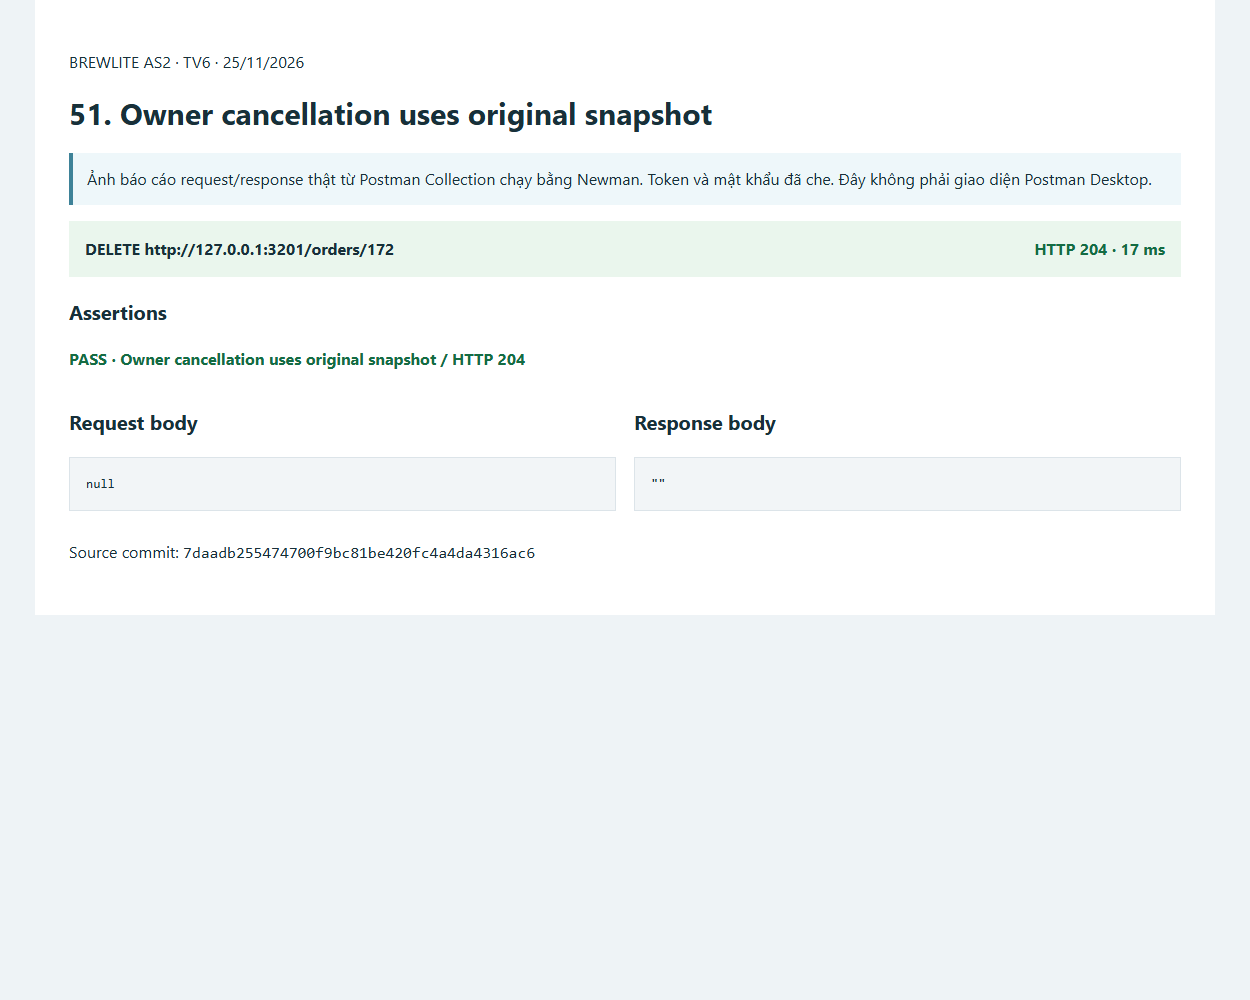 BREWLITE AS2 · TV6 · 25/11/2026
51. Owner cancellation uses original snapshot
Ảnh báo cáo request/response thật từ Postman Collection chạy bằng Newman. Token và mật khẩu đã che. Đây không phải giao diện Postman Desktop.
DELETE http://127.0.0.1:3201/orders/172 HTTP 204 · 17 ms
Assertions
PASS · Owner cancellation uses original snapshot / HTTP 204
Request body
null
Response body
""
Source commit: 7daadb255474700f9bc81be420fc4a4da4316ac6